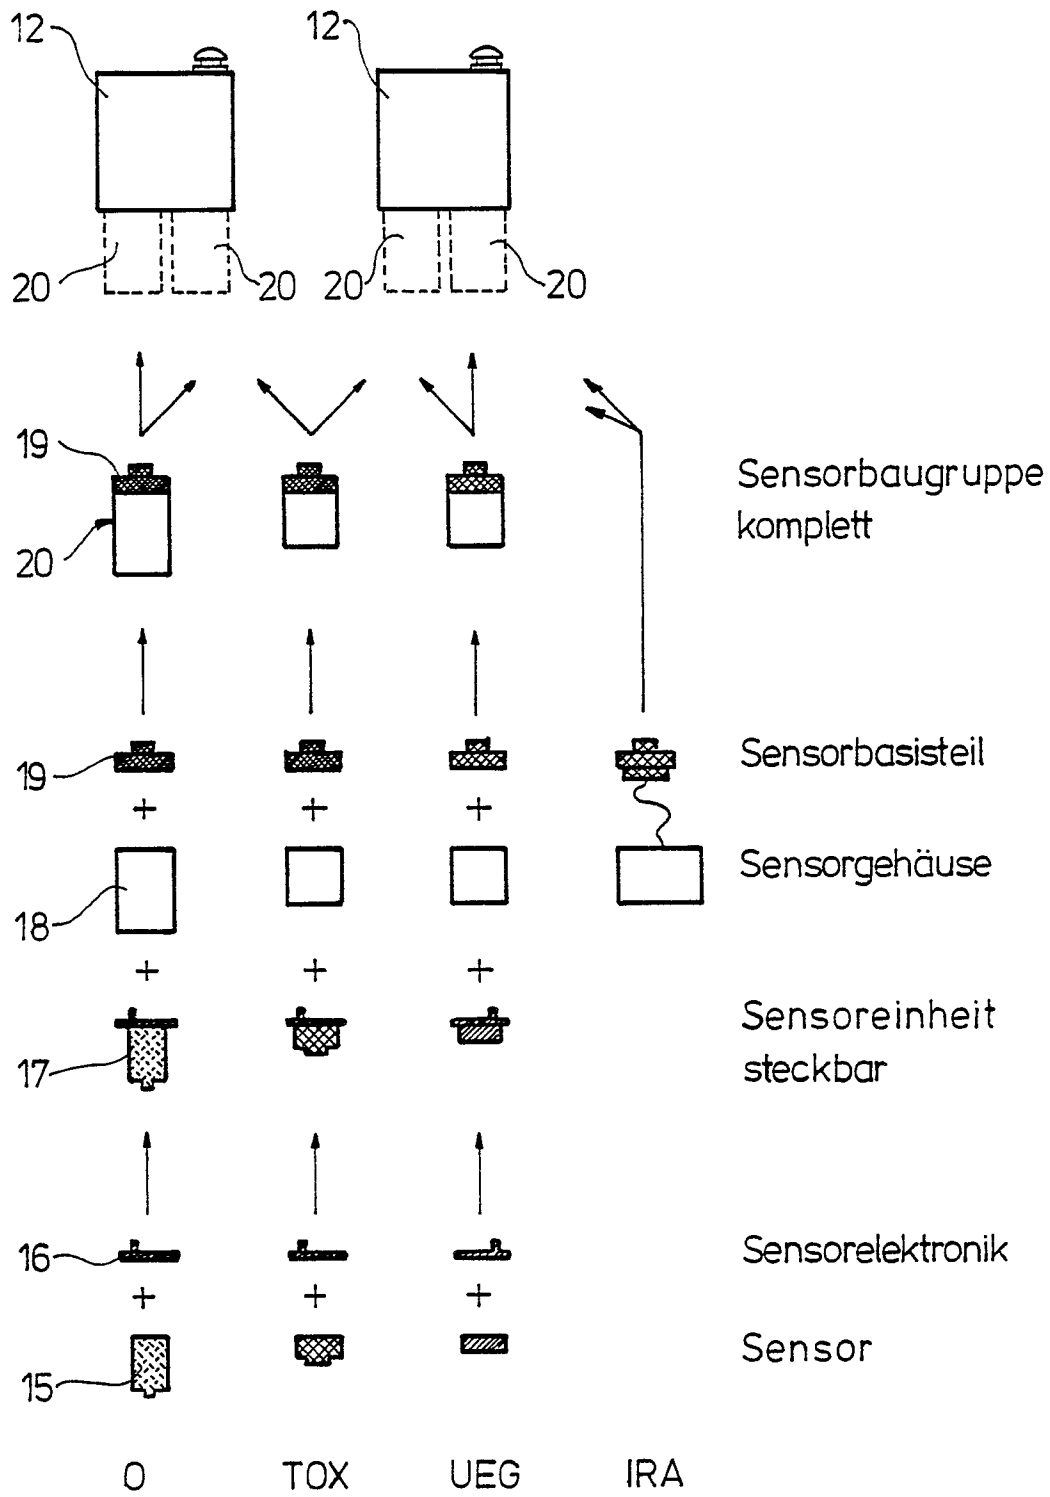 12
12
20
20
20
20
19
Sensorbaugruppe
komplett
20
Sensorbasisteil
19
+ + +
Sensorgehäuse
18
+ + +
Sensoreinheit
steckbar
17
16
Sensorelektronik
+ + +
Sensor
15
O TOX UEG IRA